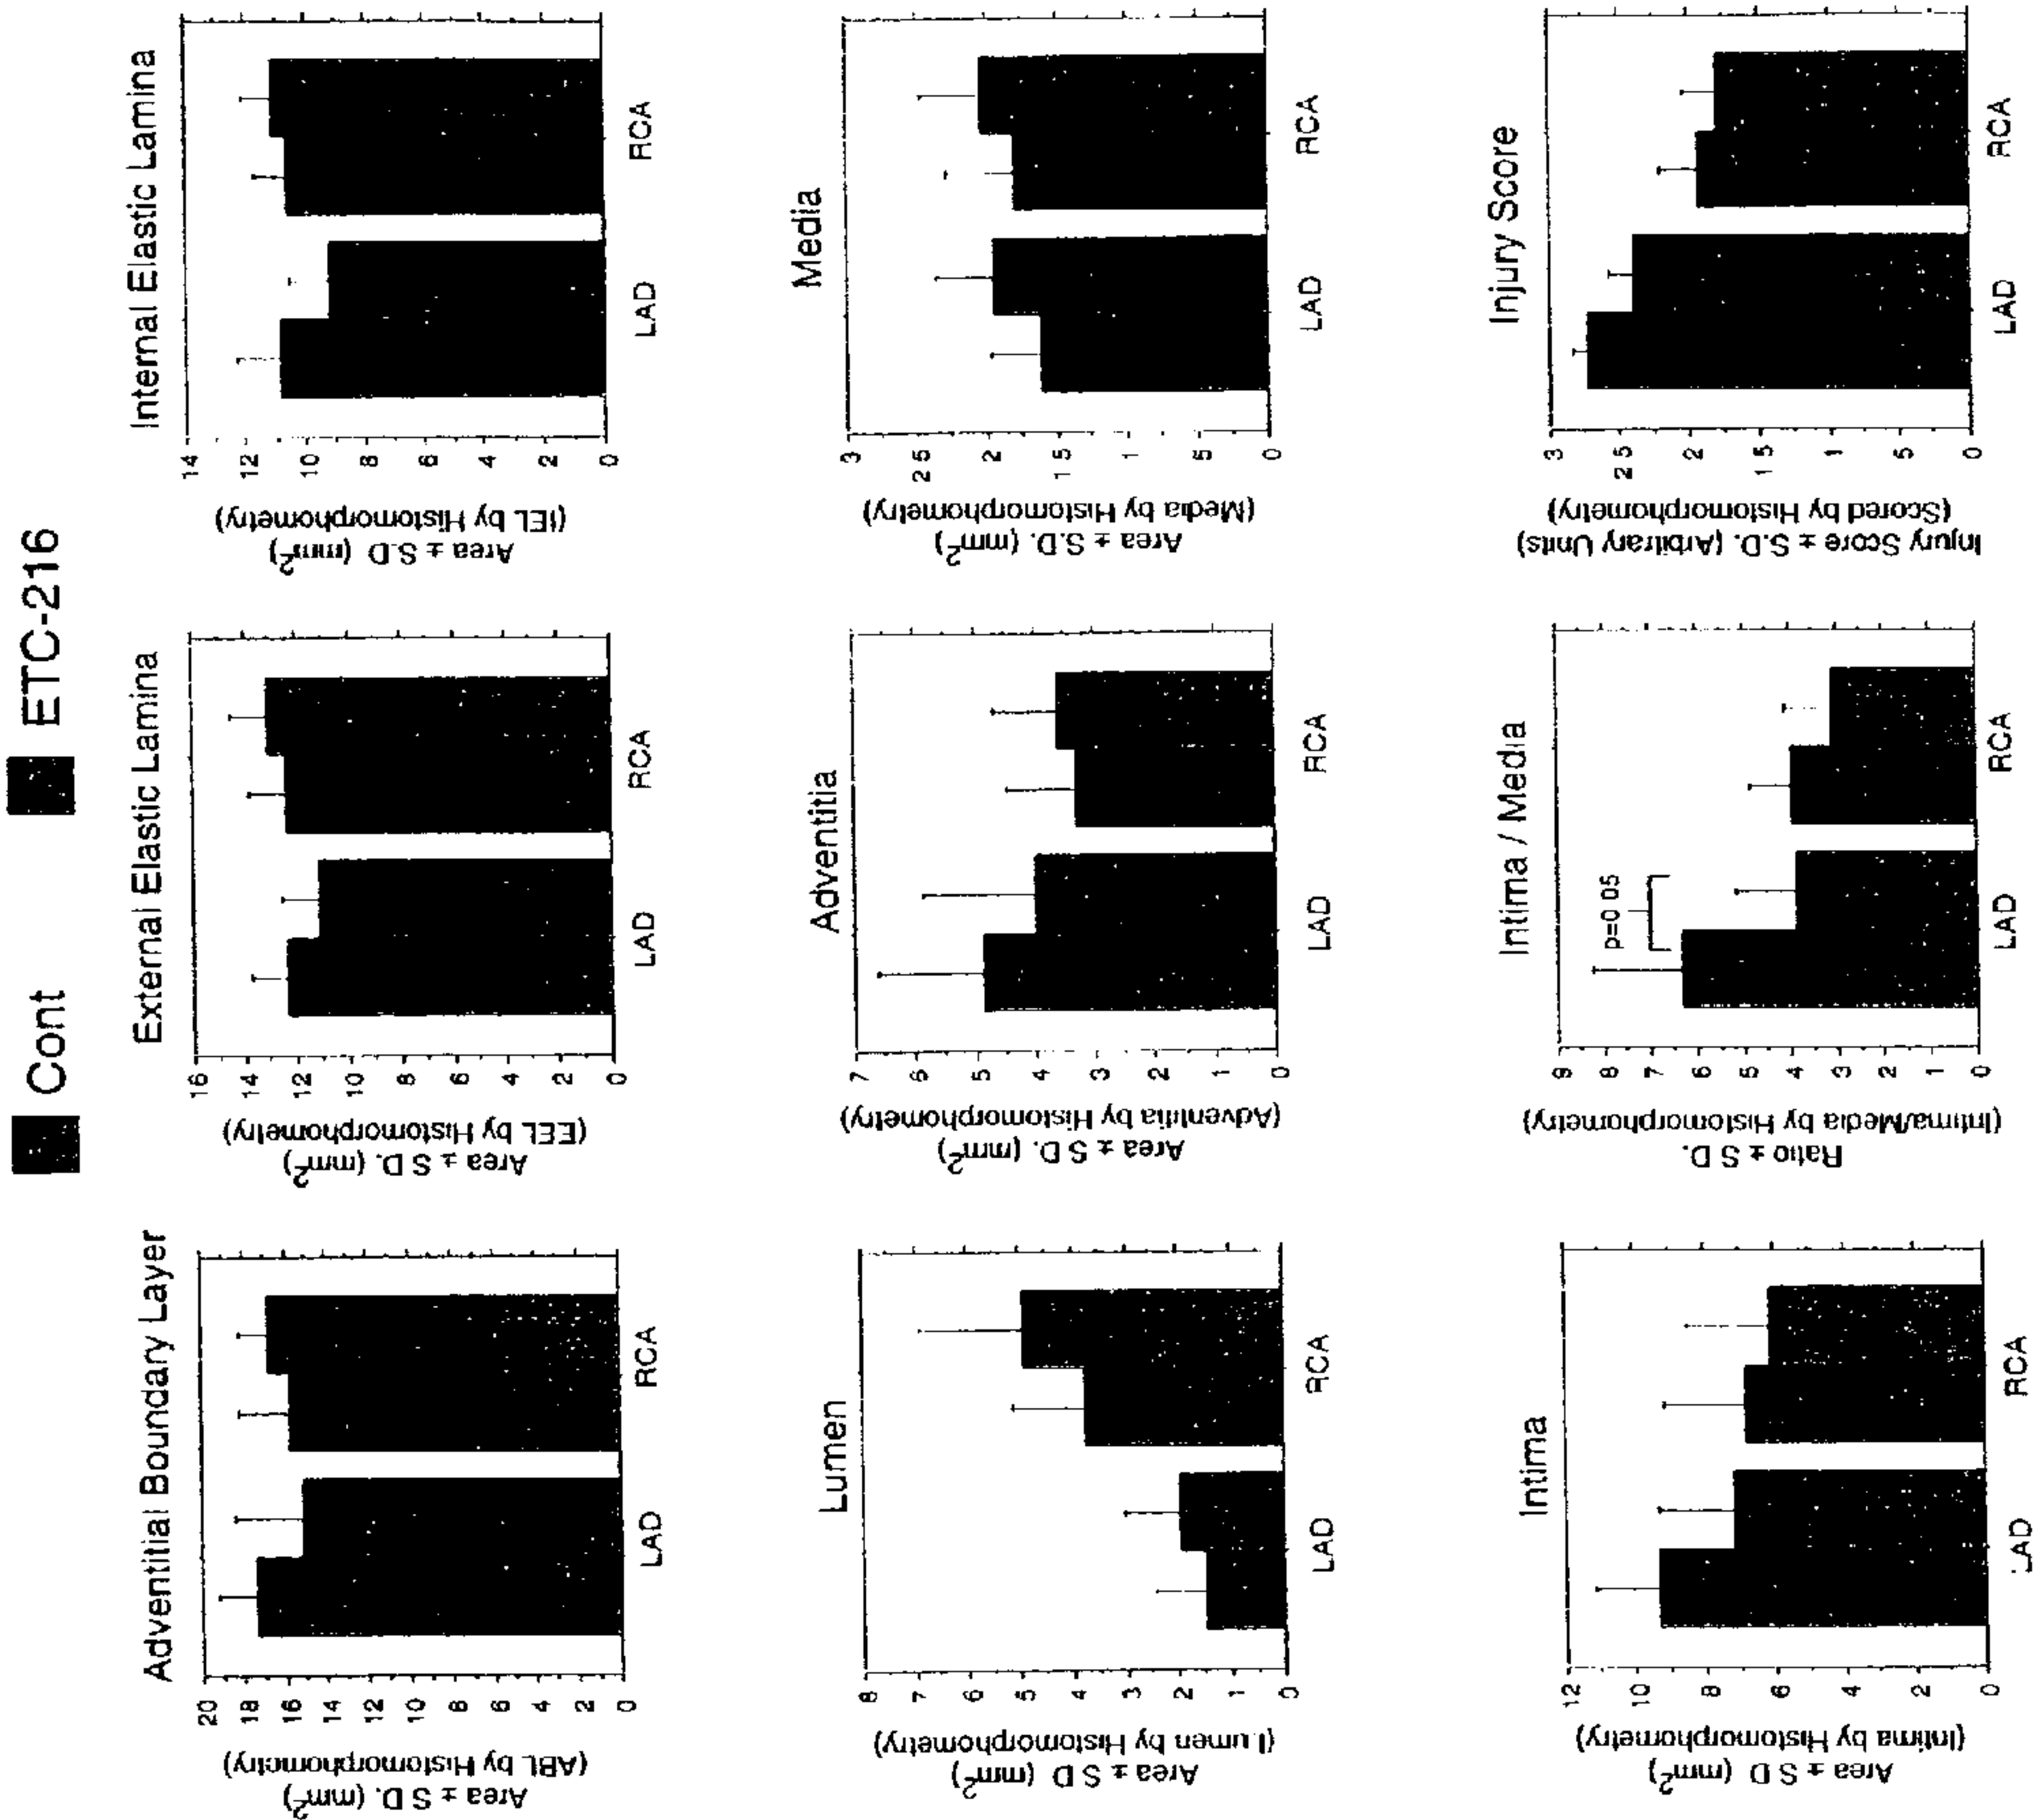 Cont
ETC-216
Adventitial Boundary Layer
Area ± S D. (mm²)
(ABL by Histomorphometry)
20
18
16
14
12
10
8
6
4
2
0
LAD
RCA
External Elastic Lamina
Area ± S D. (mm²)
(EEL by Histomorphometry)
16
14
12
10
8
6
4
2
0
LAD
RCA
Internal Elastic Lamina
Area ± S.D (mm²)
(IEL by Histomorphometry)
14
12
10
8
6
4
2
0
LAD
RCA
Lumen
Area ± S D (mm²)
(Lumen by Histomorphometry)
8
7
6
5
4
3
2
1
0
LAD
RCA
Adventitia
Area ± S D. (mm²)
(Adventitia by Histomorphometry)
7
6
5
4
3
2
1
0
LAD
RCA
Media
Area ± S.D. (mm²)
(Media by Histomorphometry)
3
2 5
2
1 5
1
5
0
LAD
RCA
Intima
Area ± S D (mm²)
(Intima by Histomorphometry)
12
10
8
6
4
2
0
LAD
RCA
Intima / Media
Ratio ± S D.
(Intima/Media by Histomorphometry)
9
8
7
6
5
4
3
2
1
0
p=0 05
LAD
RCA
Injury Score
Injury Score ± S.D. (Arbitrary Units)
(Scored by Histomorphometry)
3
2 5
2
1 5
1
5
0
LAD
RCA